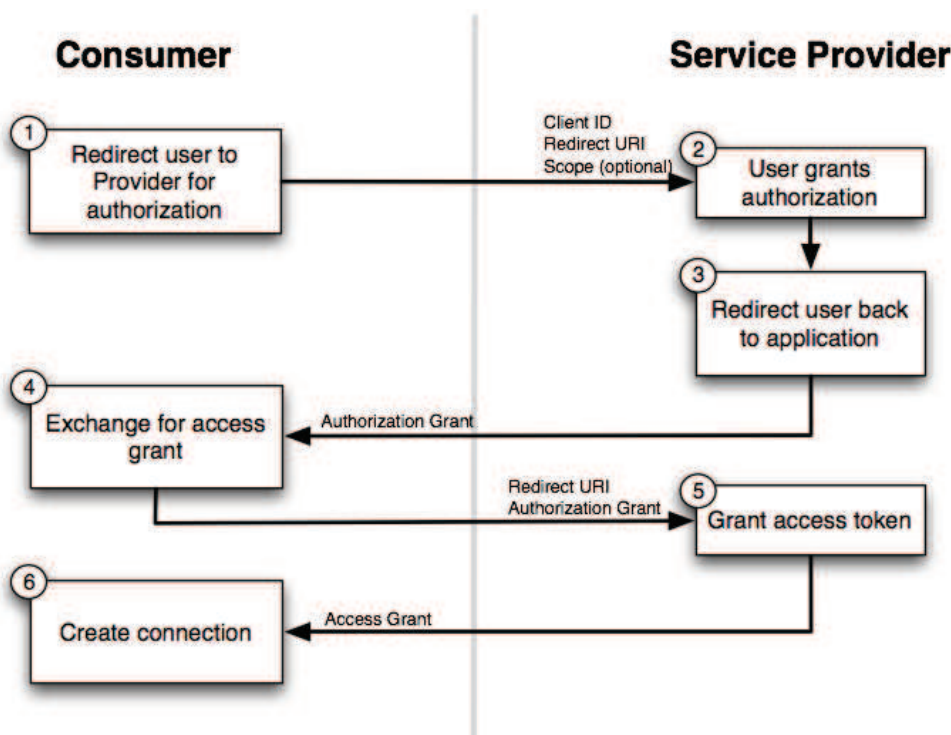 Consumer
Service Provider
1
Redirect user to
Provider for
authorization
Client ID
Redirect URI
Scope (optional)
2
User grants
authorization
3
Redirect user back
to application
4
Exchange for access
grant
Authorization Grant
Redirect URI
Authorization Grant
5
Grant access token
6
Create connection
Access Grant